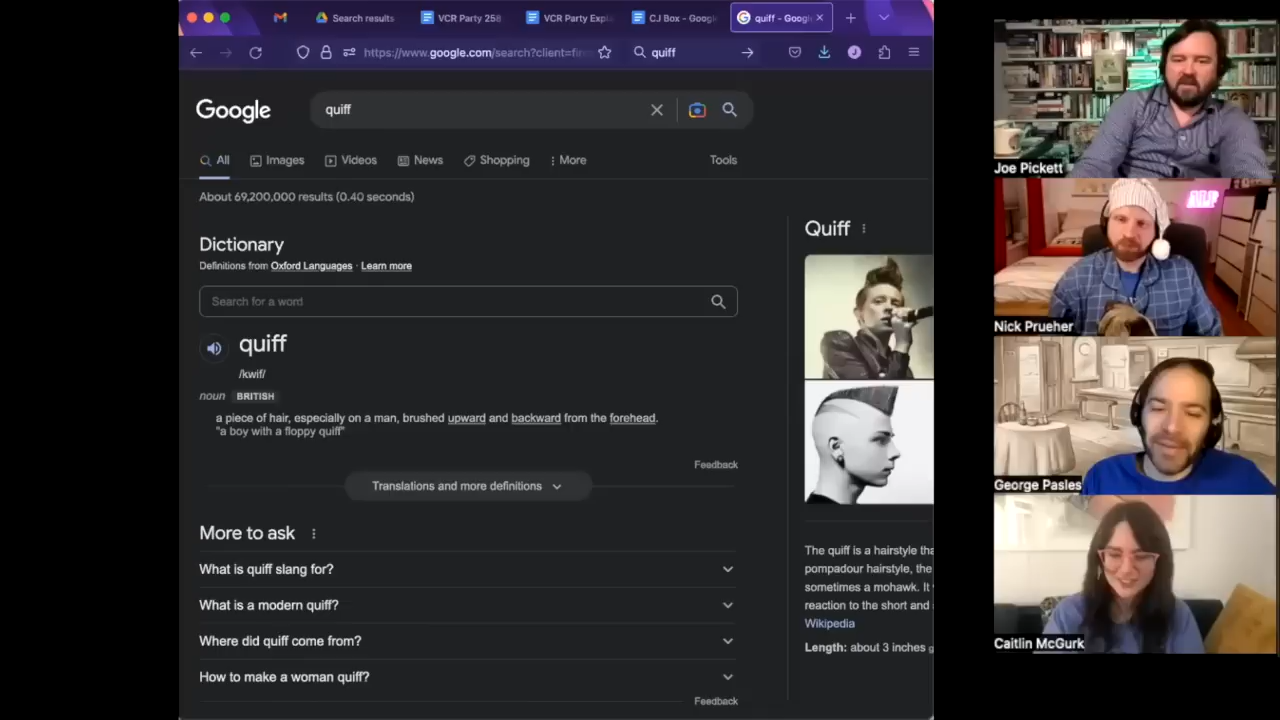 Search results
VCR Party 258
VCR Party Expl
CJ Box - Google
quiff - Google
https://www.google.com/search?client=fire
quiff
Google
quiff
All
Images
Videos
News
Shopping
More
Tools
About 69,200,000 results (0.40 seconds)
Dictionary
Definitions from Oxford Languages · Learn more
Search for a word
quiff
/kwif/
noun BRITISH
a piece of hair, especially on a man, brushed upward and backward from the forehead.
"a boy with a floppy quiff"
Feedback
Translations and more definitions
More to ask
What is quiff slang for?
What is a modern quiff?
Where did quiff come from?
How to make a woman quiff?
Feedback
Quiff
The quiff is a hairstyle tha
pompadour hairstyle, the
sometimes a mohawk. It
reaction to the short and
Wikipedia
Length: about 3 inches
Joe Pickett
Nick Prueher
George Pasles
Caitlin McGurk